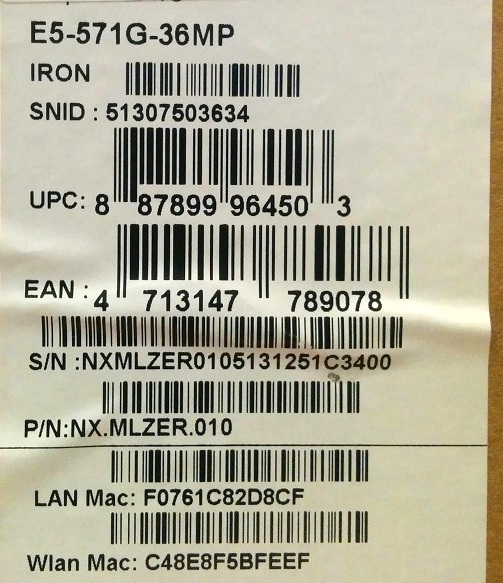 E5-571G-36MP
IRON
SNID : 51307503634
UPC: 8 87899 96450 3
EAN : 4 713147 789078
S/N :NXMLZER0105131251C3400
P/N:NX.MLZER.010
LAN Mac: F0761C82D8CF
Wlan Mac: C48E8F5BFEEF